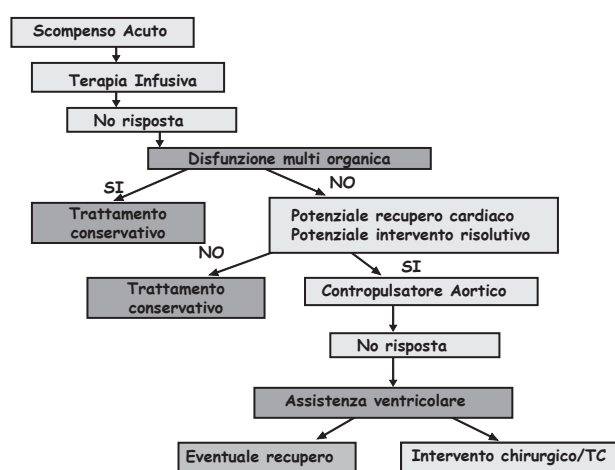 Scompenso Acuto
Terapia Infusiva
No risposta
Disfunzione multi organica
SI
NO
Trattamento
conservativo
Potenziale recupero cardiaco
Potenziale intervento risolutivo
NO
SI
Trattamento
conservativo
Contropulsatore Aortico
No risposta
Assistenza ventricolare
Eventuale recupero
Intervento chirurgico/TC